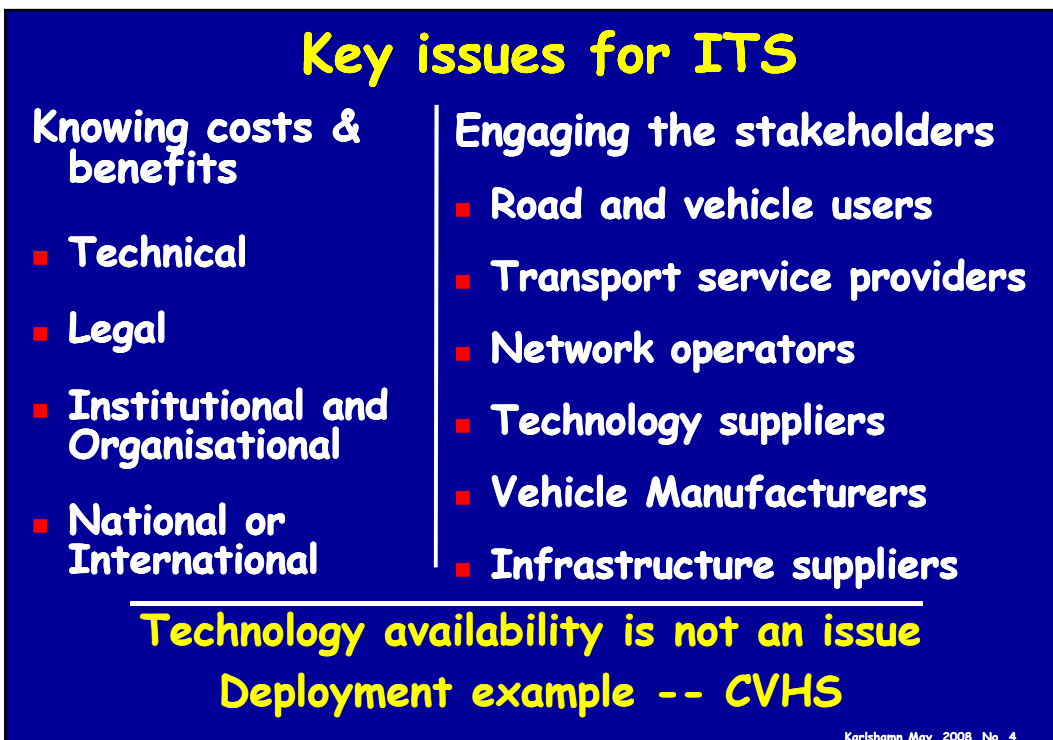 Key issues for ITS
Knowing costs &
benefits
Technical
Legal
Institutional and
Organisational
National or
International
Engaging the stakeholders
Road and vehicle users
Transport service providers
Network operators
Technology suppliers
Vehicle Manufacturers
Infrastructure suppliers
Technology availability is not an issue
Deployment example -- CVHS
Karlshamn May 2008 No 4